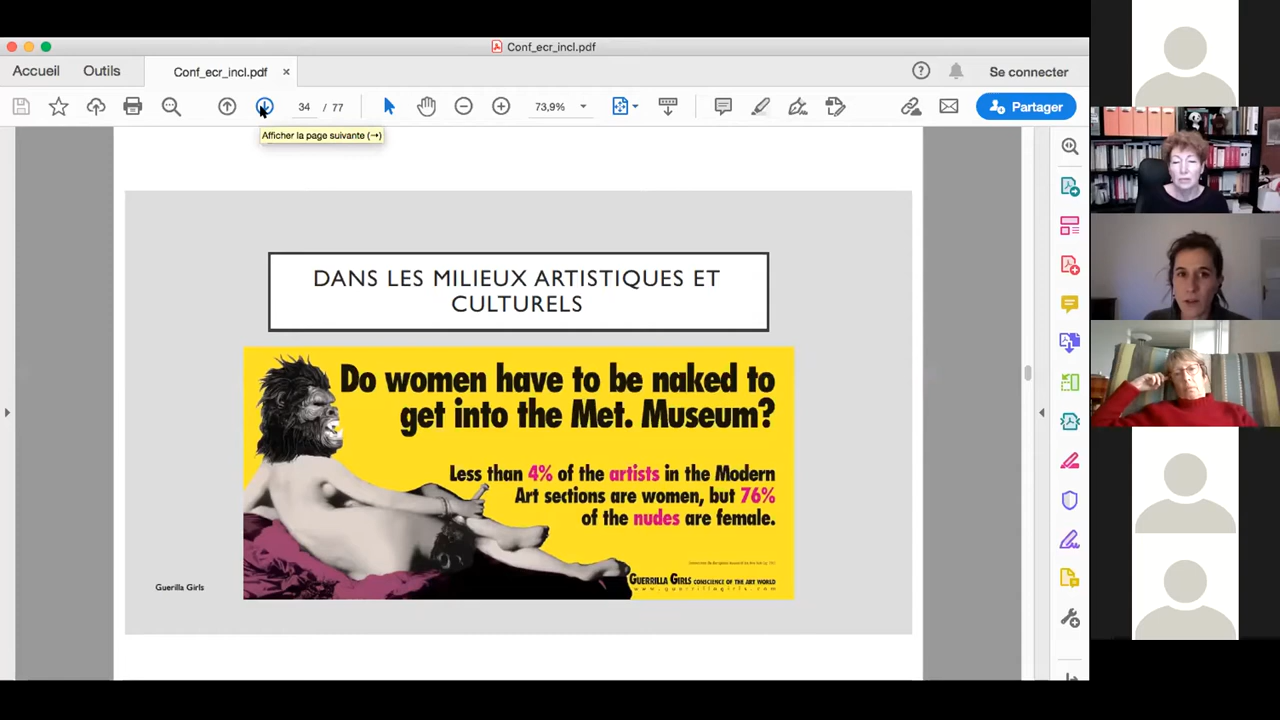 Conf_ecr_incl.pdf
Accueil
Outils
Conf_ecr_incl.pdf
Se connecter
34 / 77
73,9%
Partager
Afficher la page suivante (→)
DANS LES MILIEUX ARTISTIQUES ET
CULTURELS
Do women have to be naked to
get into the Met. Museum?
Less than 4% of the artists in the Modern
Art sections are women, but 76%
of the nudes are female.
GUERRILLA GIRLS CONSCIENCE OF THE ART WORLD
www.guerrillagirls.com
Guerilla Girls